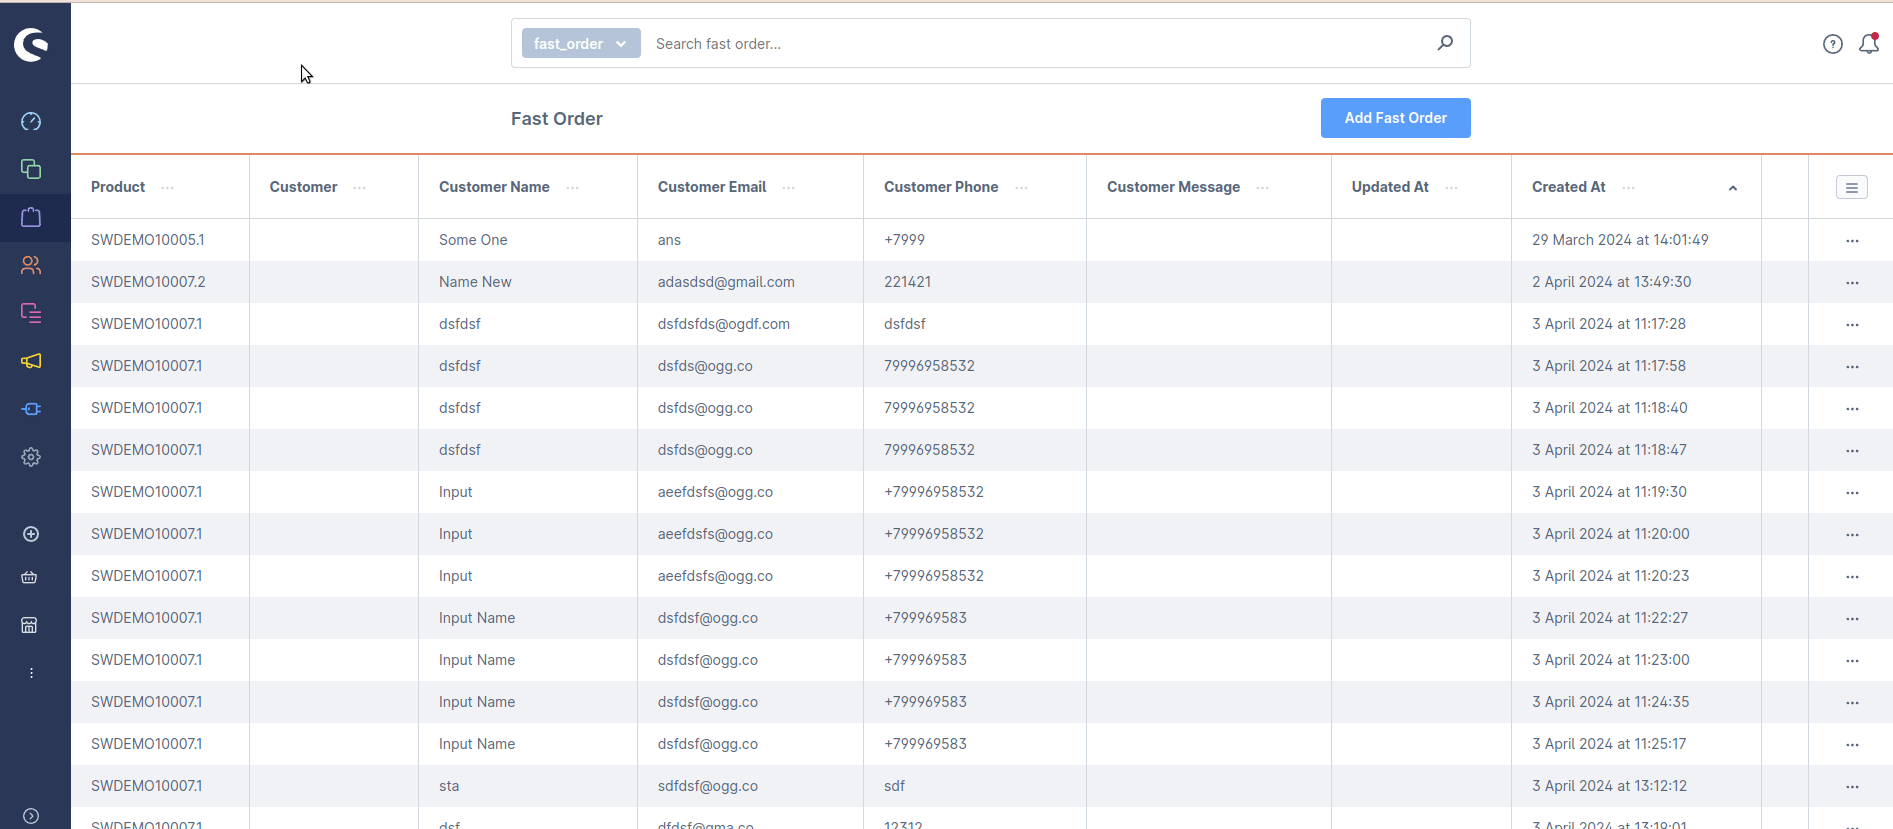 fast_order Search fast order...
Fast Order Add Fast Order
Product ... Customer ... Customer Name ... Customer Email ... Customer Phone ... Customer Message ... Updated At ... Created At ...
SWDEMO10005.1 Some One ans +7999 29 March 2024 at 14:01:49 ...
SWDEMO10007.2 Name New adasdsd@gmail.com 221421 2 April 2024 at 13:49:30 ...
SWDEMO10007.1 dsfdsf dsfdsfds@ogdf.com dsfdsf 3 April 2024 at 11:17:28 ...
SWDEMO10007.1 dsfdsf dsfds@ogg.co 79996958532 3 April 2024 at 11:17:58 ...
SWDEMO10007.1 dsfdsf dsfds@ogg.co 79996958532 3 April 2024 at 11:18:40 ...
SWDEMO10007.1 dsfdsf dsfds@ogg.co 79996958532 3 April 2024 at 11:18:47 ...
SWDEMO10007.1 Input aeefdsfs@ogg.co +79996958532 3 April 2024 at 11:19:30 ...
SWDEMO10007.1 Input aeefdsfs@ogg.co +79996958532 3 April 2024 at 11:20:00 ...
SWDEMO10007.1 Input aeefdsfs@ogg.co +79996958532 3 April 2024 at 11:20:23 ...
SWDEMO10007.1 Input Name dsfdsf@ogg.co +799969583 3 April 2024 at 11:22:27 ...
SWDEMO10007.1 Input Name dsfdsf@ogg.co +799969583 3 April 2024 at 11:23:00 ...
SWDEMO10007.1 Input Name dsfdsf@ogg.co +799969583 3 April 2024 at 11:24:35 ...
SWDEMO10007.1 Input Name dsfdsf@ogg.co +799969583 3 April 2024 at 11:25:17 ...
SWDEMO10007.1 sta sdfdsf@ogg.co sdf 3 April 2024 at 13:12:12 ...
SWDEMO10007.1 dsf dfdsf@gma.co 12312 3 April 2024 at 13:19:01 ...